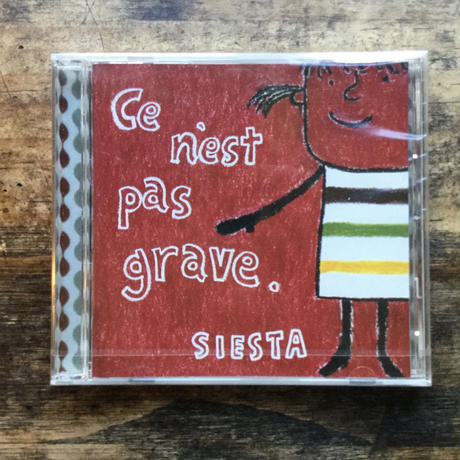 Ce
n'est
pas
grave.
SIESTA